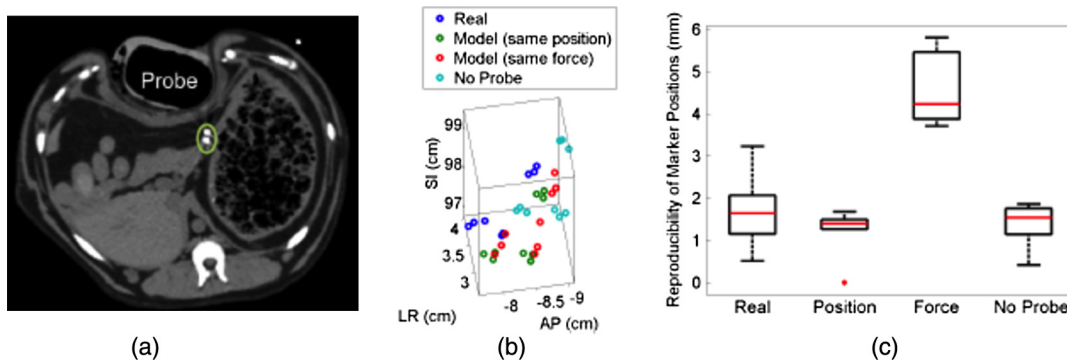 Probe
(a)
Real
Model (same position)
Model (same force)
No Probe
SI (cm)
99
98
97
4
3.5
3
LR (cm)
-8
-8.5
-9
AP (cm)
(b)
Reproducibility of Marker Positions (mm)
6
5
4
3
2
1
0
Real
Position
Force
No Probe
(c)